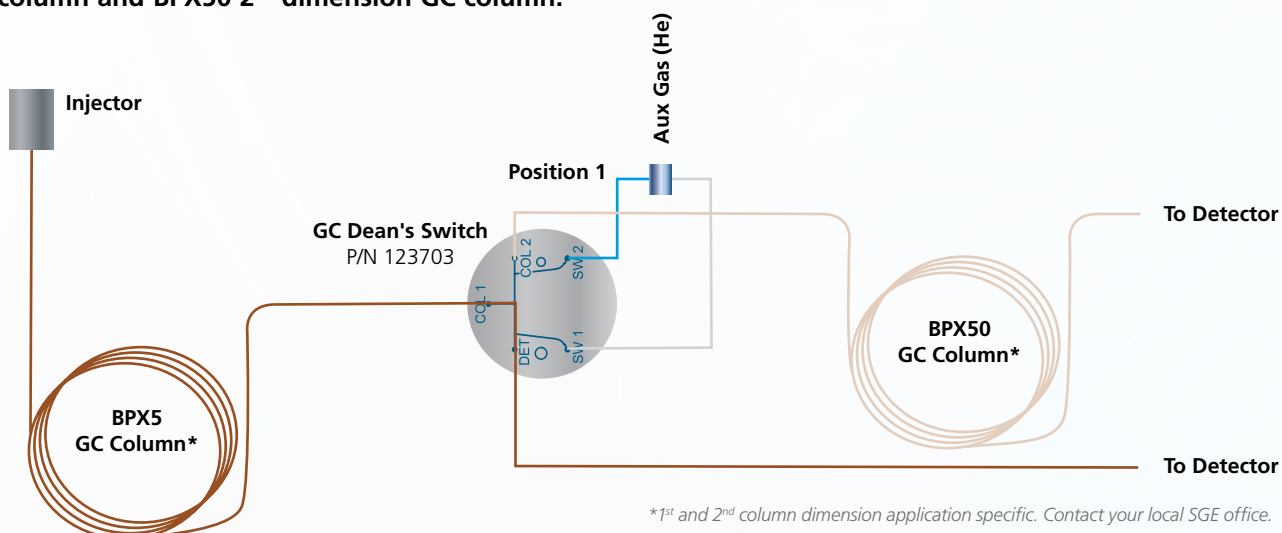 column and BPX50 2ⁿᵈ dimension GC column.
Aux Gas (He)
Injector
Position 1
GC Dean's Switch
P/N 123703
To Detector
COL 2
SW 2
COL 1
DET
SW 1
BPX50
GC Column*
BPX5
GC Column*
To Detector
*1ˢᵗ and 2ⁿᵈ column dimension application specific. Contact your local SGE office.